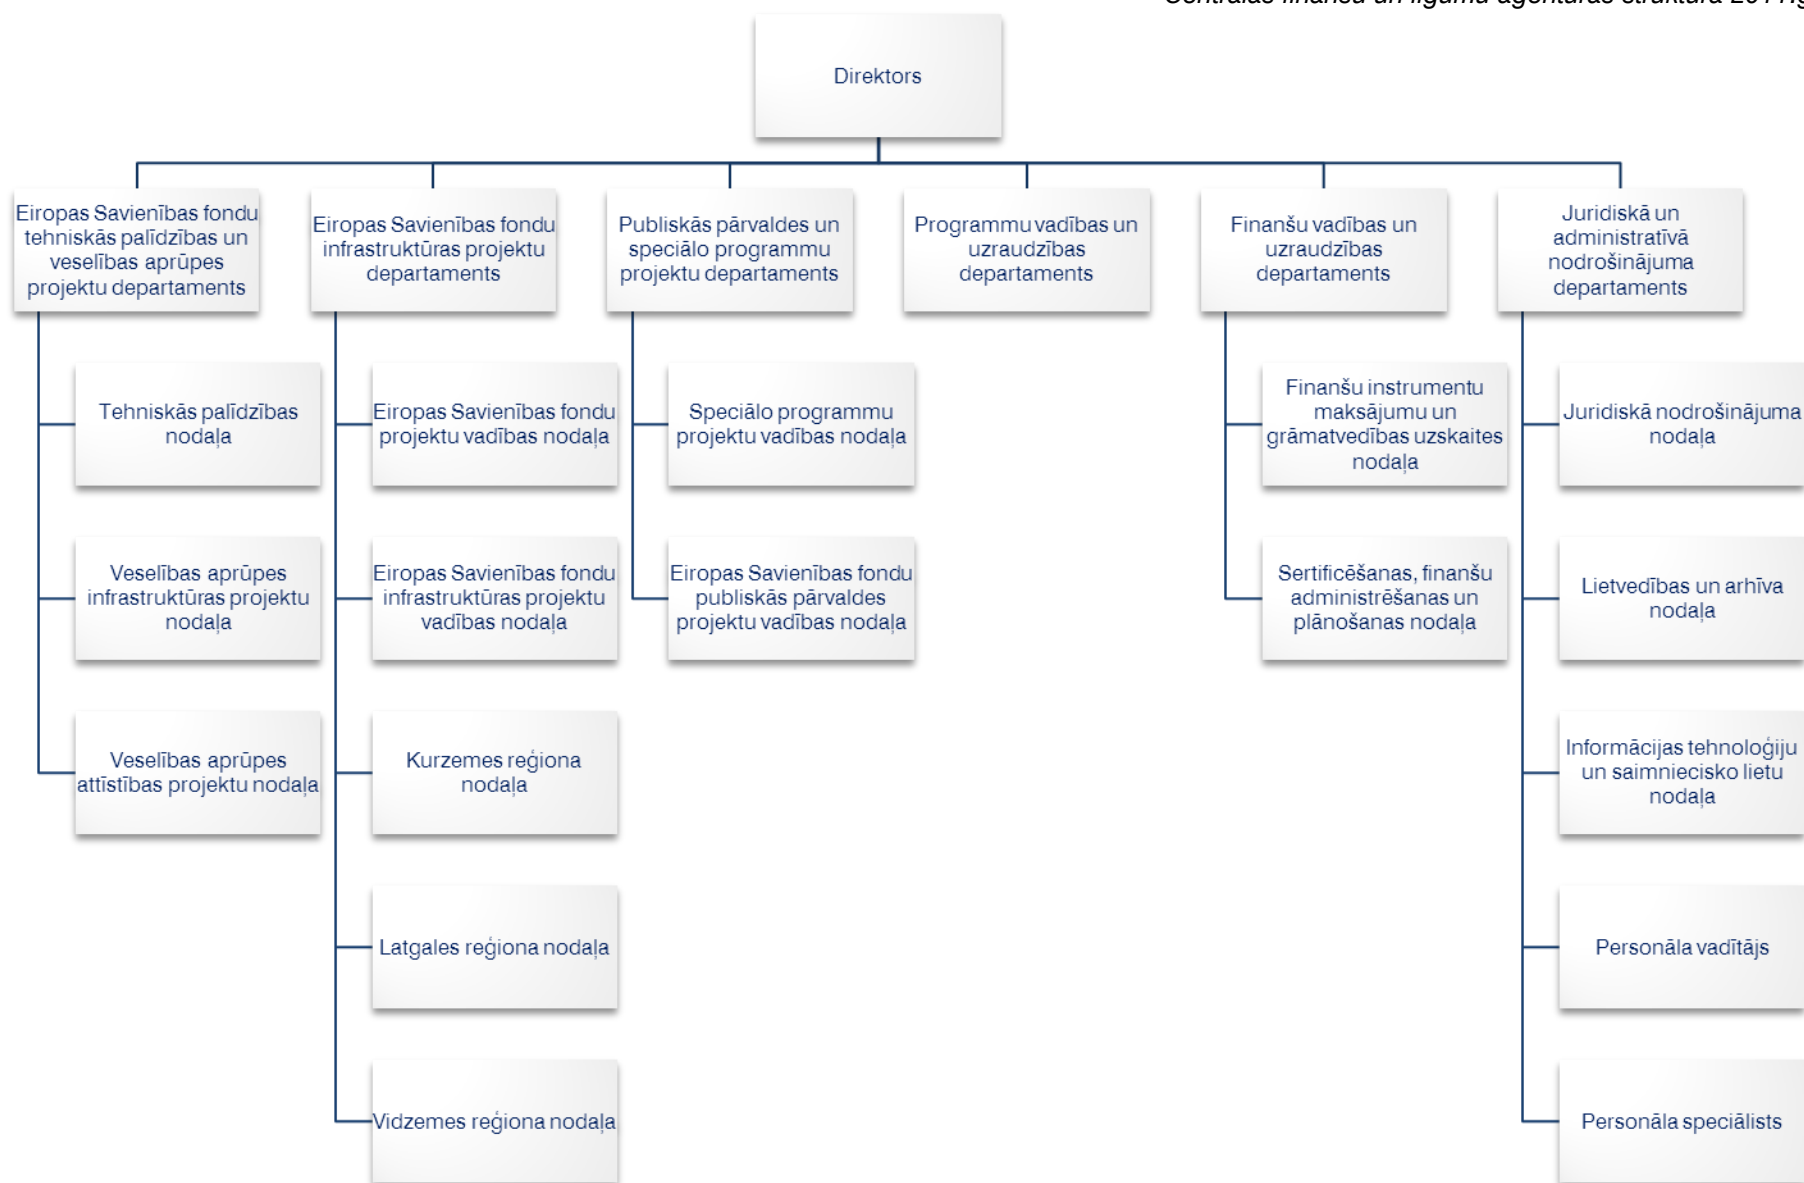 Direktors
Eiropas Savienības fondu
tehniskās palīdzības un
veselības aprūpes
projektu departaments
Eiropas Savienības fondu
infrastruktūras projektu
departaments
Publiskās pārvaldes un
speciālo programmu
projektu departaments
Programmu vadības un
uzraudzības
departaments
Finanšu vadības un
uzraudzības
departaments
Juridiskā un
administratīvā
nodrošinājuma
departaments
Tehniskās palīdzības
nodaļa
Eiropas Savienības fondu
projektu vadības nodaļa
Speciālo programmu
projektu vadības nodaļa
Finanšu instrumentu
maksājumu un
grāmatvedības uzskaites
nodaļa
Juridiskā nodrošinājuma
nodaļa
Veselības aprūpes
infrastruktūras projektu
nodaļa
Eiropas Savienības fondu
infrastruktūras projektu
vadības nodaļa
Eiropas Savienības fondu
publiskās pārvaldes
projektu vadības nodaļa
Sertificēšanas, finanšu
administrēšanas un
plānošanas nodaļa
Lietvedības un arhīva
nodaļa
Veselības aprūpes
attīstības projektu nodaļa
Kurzemes reģiona
nodaļa
Informācijas tehnoloģiju
un saimniecisko lietu
nodaļa
Latgales reģiona nodaļa
Personāla vadītājs
Vidzemes reģiona nodaļa
Personāla speciālists